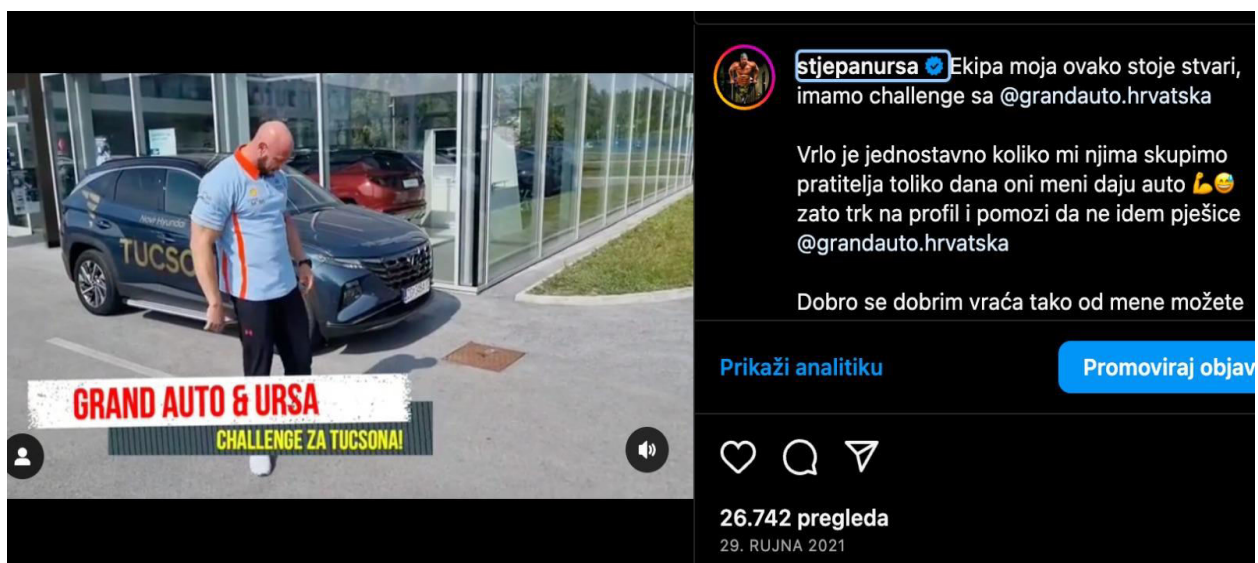 Novi Hyundai
TUCSO
GRAND AUTO & URSA
CHALLENGE ZA TUCSONA!
stjepanursa Ekipa moja ovako stoje stvari,
imamo challenge sa @grandauto.hrvatska
Vrlo je jednostavno koliko mi njima skupimo
pratitelja toliko dana oni meni daju auto 💪😅
zato trk na profil i pomozi da ne idem pješice
@grandauto.hrvatska
Dobro se dobrim vraća tako od mene možete
Prikaži analitiku
Promoviraj objav
26.742 pregleda
29. RUJNA 2021